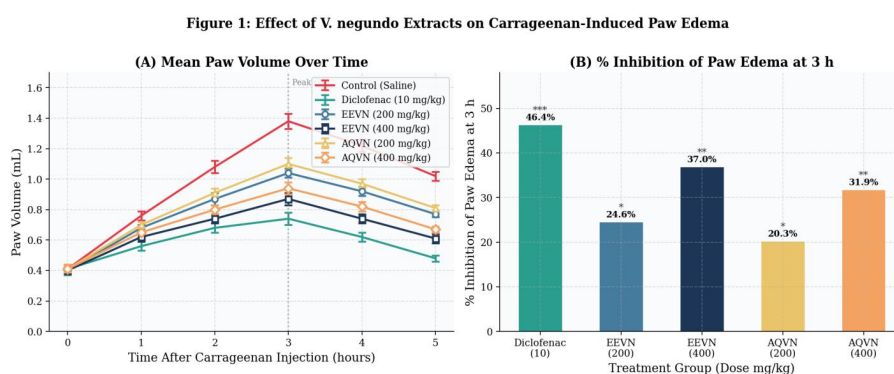 Figure 1: Effect of V. negundo Extracts on Carrageenan-Induced Paw Edema
(A) Mean Paw Volume Over Time
Paw Volume (mL)
1.6
1.4
1.2
1.0
0.8
0.6
0.4
0.2
0.0
Peak
Control (Saline)
Diclofenac (10 mg/kg)
EEVN (200 mg/kg)
EEVN (400 mg/kg)
AQVN (200 mg/kg)
AQVN (400 mg/kg)
0 1 2 3 4 5
Time After Carrageenan Injection (hours)
(B) % Inhibition of Paw Edema at 3 h
% Inhibition of Paw Edema at 3 h
50
40
30
20
10
0
***
46.4%
*
24.6%
**
37.0%
*
20.3%
**
31.9%
Diclofenac EEVN EEVN AQVN AQVN
(10) (200) (400) (200) (400)
Treatment Group (Dose mg/kg)